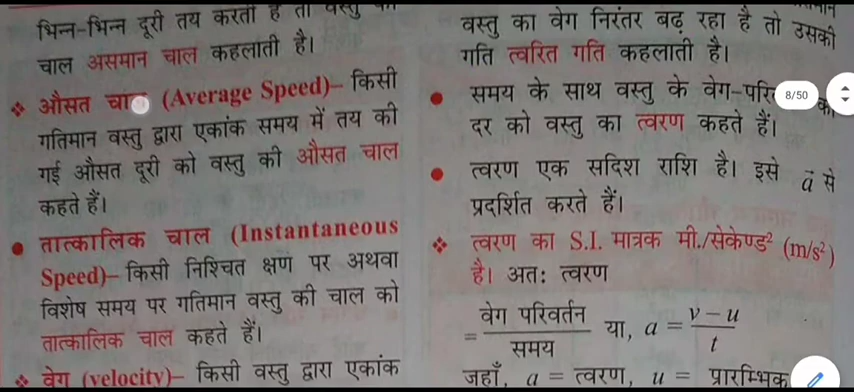 भिन्न-भिन्न दूरी तय करती है तो वस्तु
चाल असमान चाल कहलाती है।
❖ औसत चाल (Average Speed)– किसी
गतिमान वस्तु द्वारा एकांक समय में तय की
गई औसत दूरी को वस्तु की औसत चाल
कहते हैं।
● तात्कालिक चाल (Instantaneous
Speed)– किसी निश्चित क्षण पर अथवा
विशेष समय पर गतिमान वस्तु की चाल को
तात्कालिक चाल कहते हैं।
❖ वेग (velocity)– किसी वस्तु द्वारा एकांक
वस्तु का वेग निरंतर बढ़ रहा है तो उसकी
गति त्वरित गति कहलाती है।
● समय के साथ वस्तु के वेग-परि
8/50
दर को वस्तु का त्वरण कहते हैं।
● त्वरण एक सदिश राशि है। इसे a⃗ से
प्रदर्शित करते हैं।
❖ त्वरण का S.I. मात्रक मी./सेकेण्ड² (m/s²)
है। अतः त्वरण
= वेग परिवर्तन / समय या, a = v – u / t
जहाँ, a = त्वरण, u = प्रारम्भिक